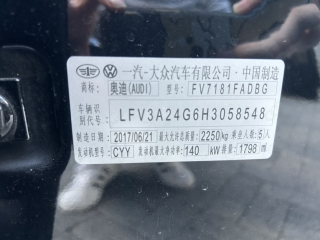 一汽-大众汽车有限公司·中国制造
商标: 奥迪(AUDI) 型号: FV7181FADBG
车辆识别代号: LFV3A24G6H3058548
制造日期: 2017/06/21 最大允许总质量: 2250kg 乘坐人数: 5人
发动机型号: CYY 发动机最大净功率: 140 kW 排量: 1798 ml